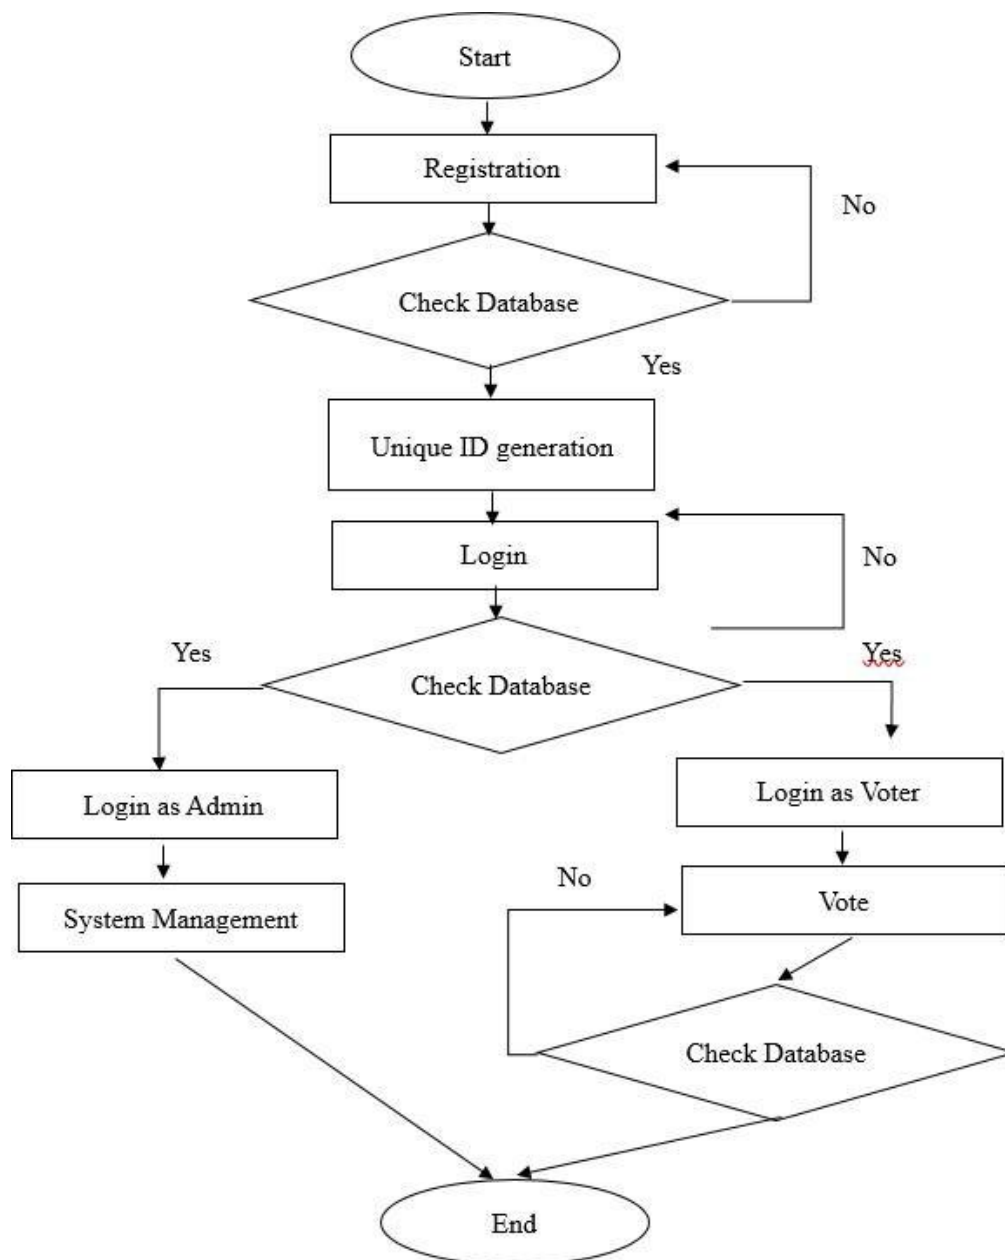 Start
Registration
No
Check Database
Yes
Unique ID generation
Login
No
Yes
Yes
Check Database
Login as Admin
Login as Voter
No
Vote
System Management
Check Database
End